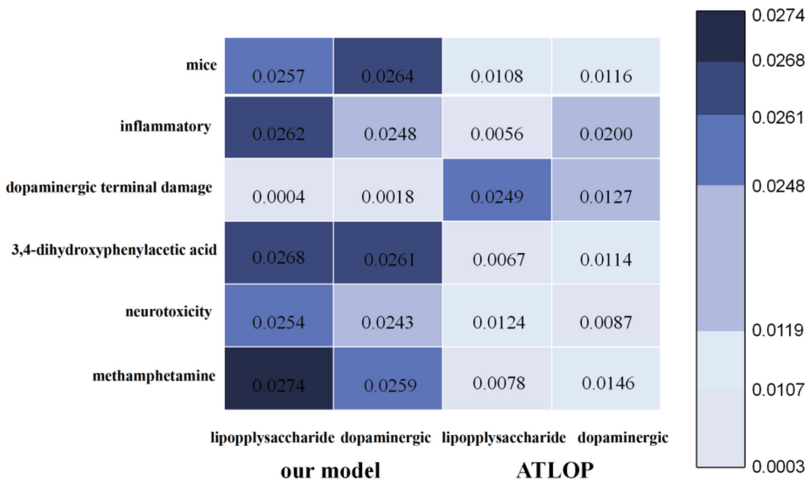 mice 0.0257 0.0264 0.0108 0.0116
inflammatory 0.0262 0.0248 0.0056 0.0200
dopaminergic terminal damage 0.0004 0.0018 0.0249 0.0127
3,4-dihydroxyphenylacetic acid 0.0268 0.0261 0.0067 0.0114
neurotoxicity 0.0254 0.0243 0.0124 0.0087
methamphetamine 0.0274 0.0259 0.0078 0.0146
lipopplysaccharide dopaminergic lipopplysaccharide dopaminergic
our model ATLOP
0.0274
0.0268
0.0261
0.0248
0.0119
0.0107
0.0003